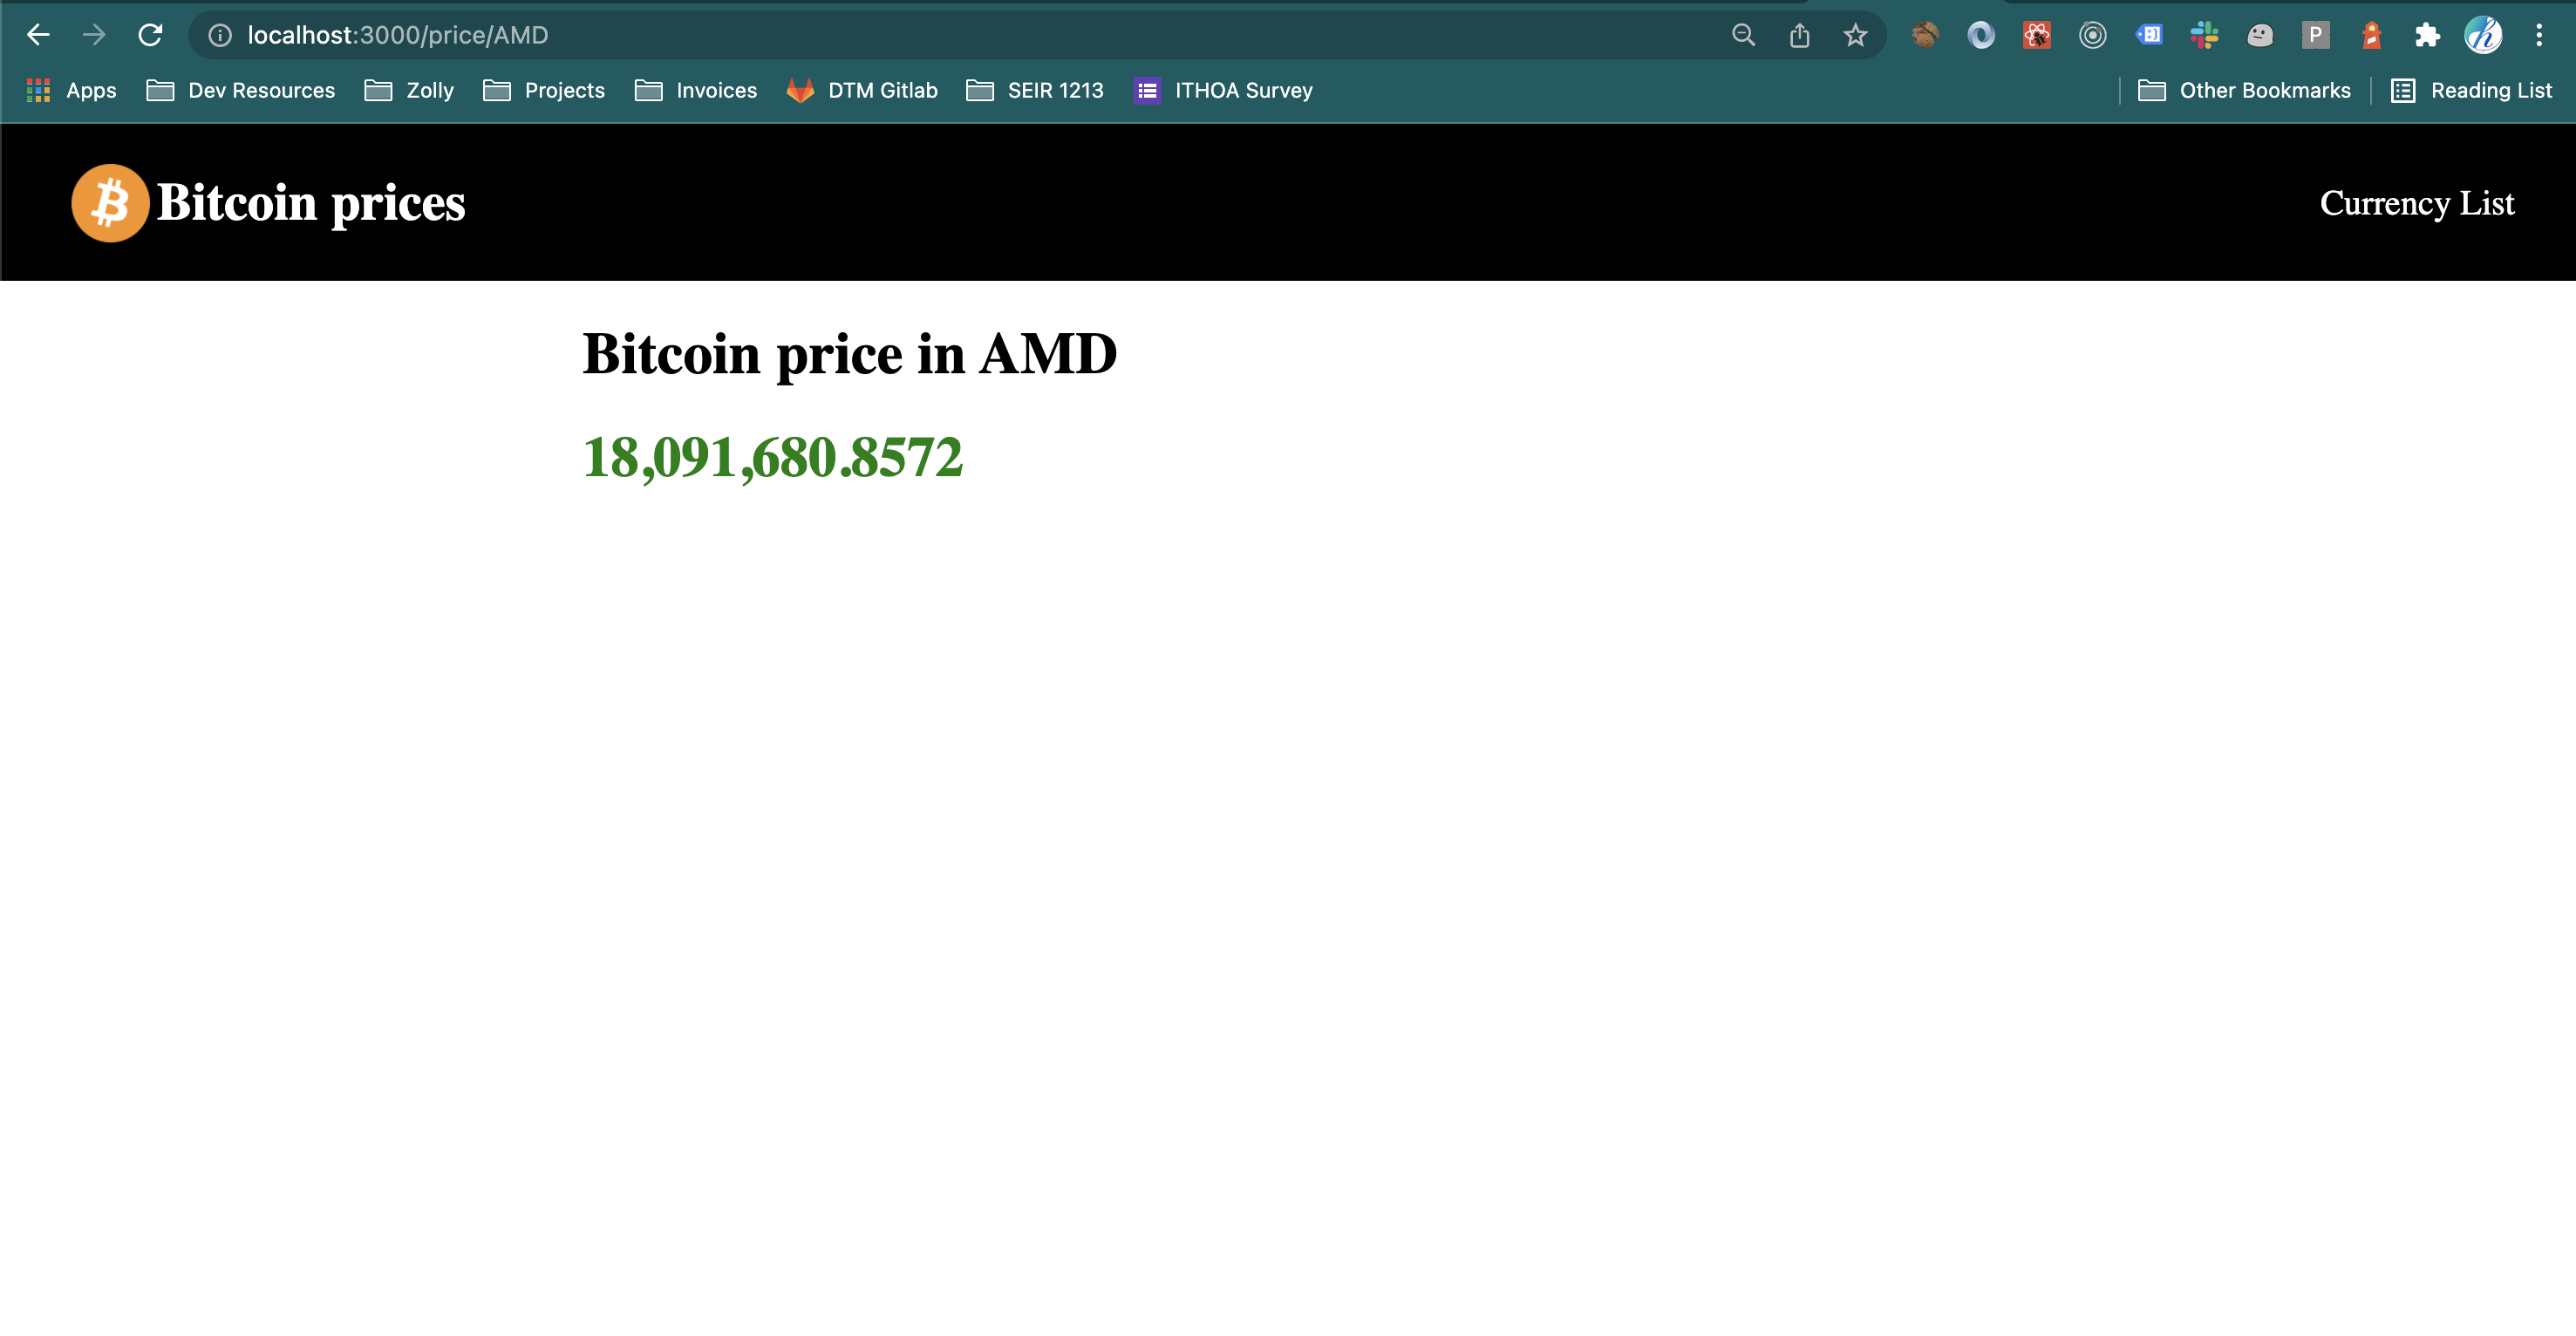 localhost:3000/price/AMD
Apps Dev Resources Zolly Projects Invoices DTM Gitlab SEIR 1213 ITHOA Survey Other Bookmarks Reading List
Bitcoin prices Currency List
Bitcoin price in AMD
18,091,680.8572